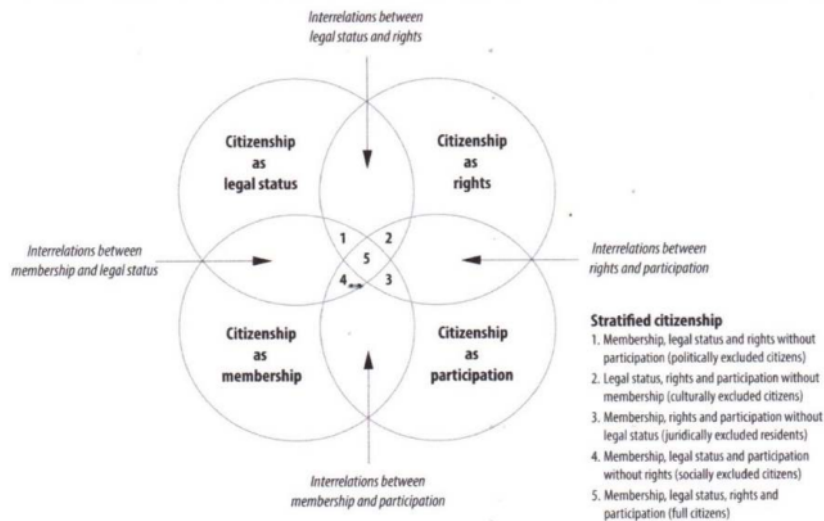 Interrelations between
legal status and rights
Citizenship
as
legal status
Citizenship
as
rights
Interrelations between
membership and legal status
1
2
5
4
3
Interrelations between
rights and participation
Citizenship
as
membership
Citizenship
as
participation
Interrelations between
membership and participation
Stratified citizenship
1. Membership, legal status and rights without
participation (politically excluded citizens)
2. Legal status, rights and participation without
membership (culturally excluded citizens)
3. Membership, rights and participation without
legal status (juridically excluded residents)
4. Membership, legal status and participation
without rights (socially excluded citizens)
5. Membership, legal status, rights and
participation (full citizens)